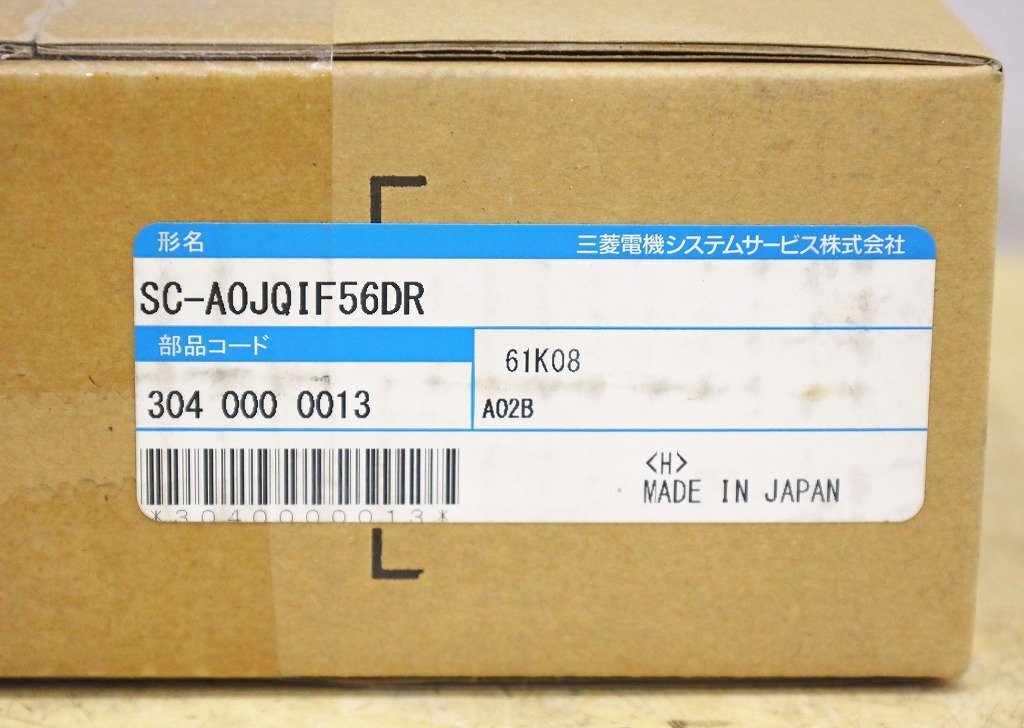 形名 三菱電機システムサービス株式会社
SC-A0JQIF56DR
部品コード
61K08
304 000 0013
A02B
*3040000013*
<H>
MADE IN JAPAN